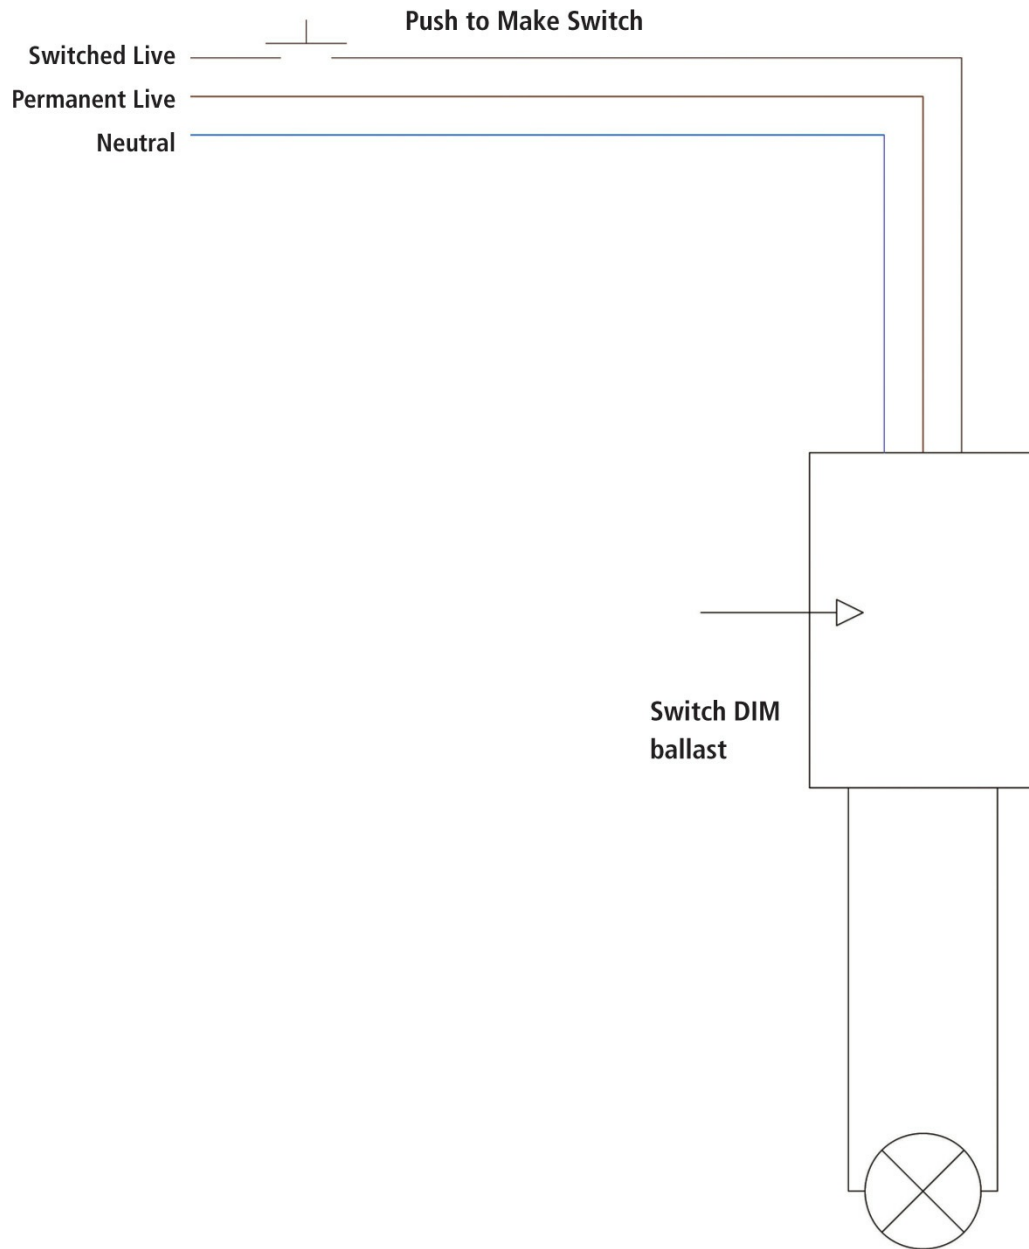 Push to Make Switch
Switched Live
Permanent Live
Neutral
Switch DIM
ballast